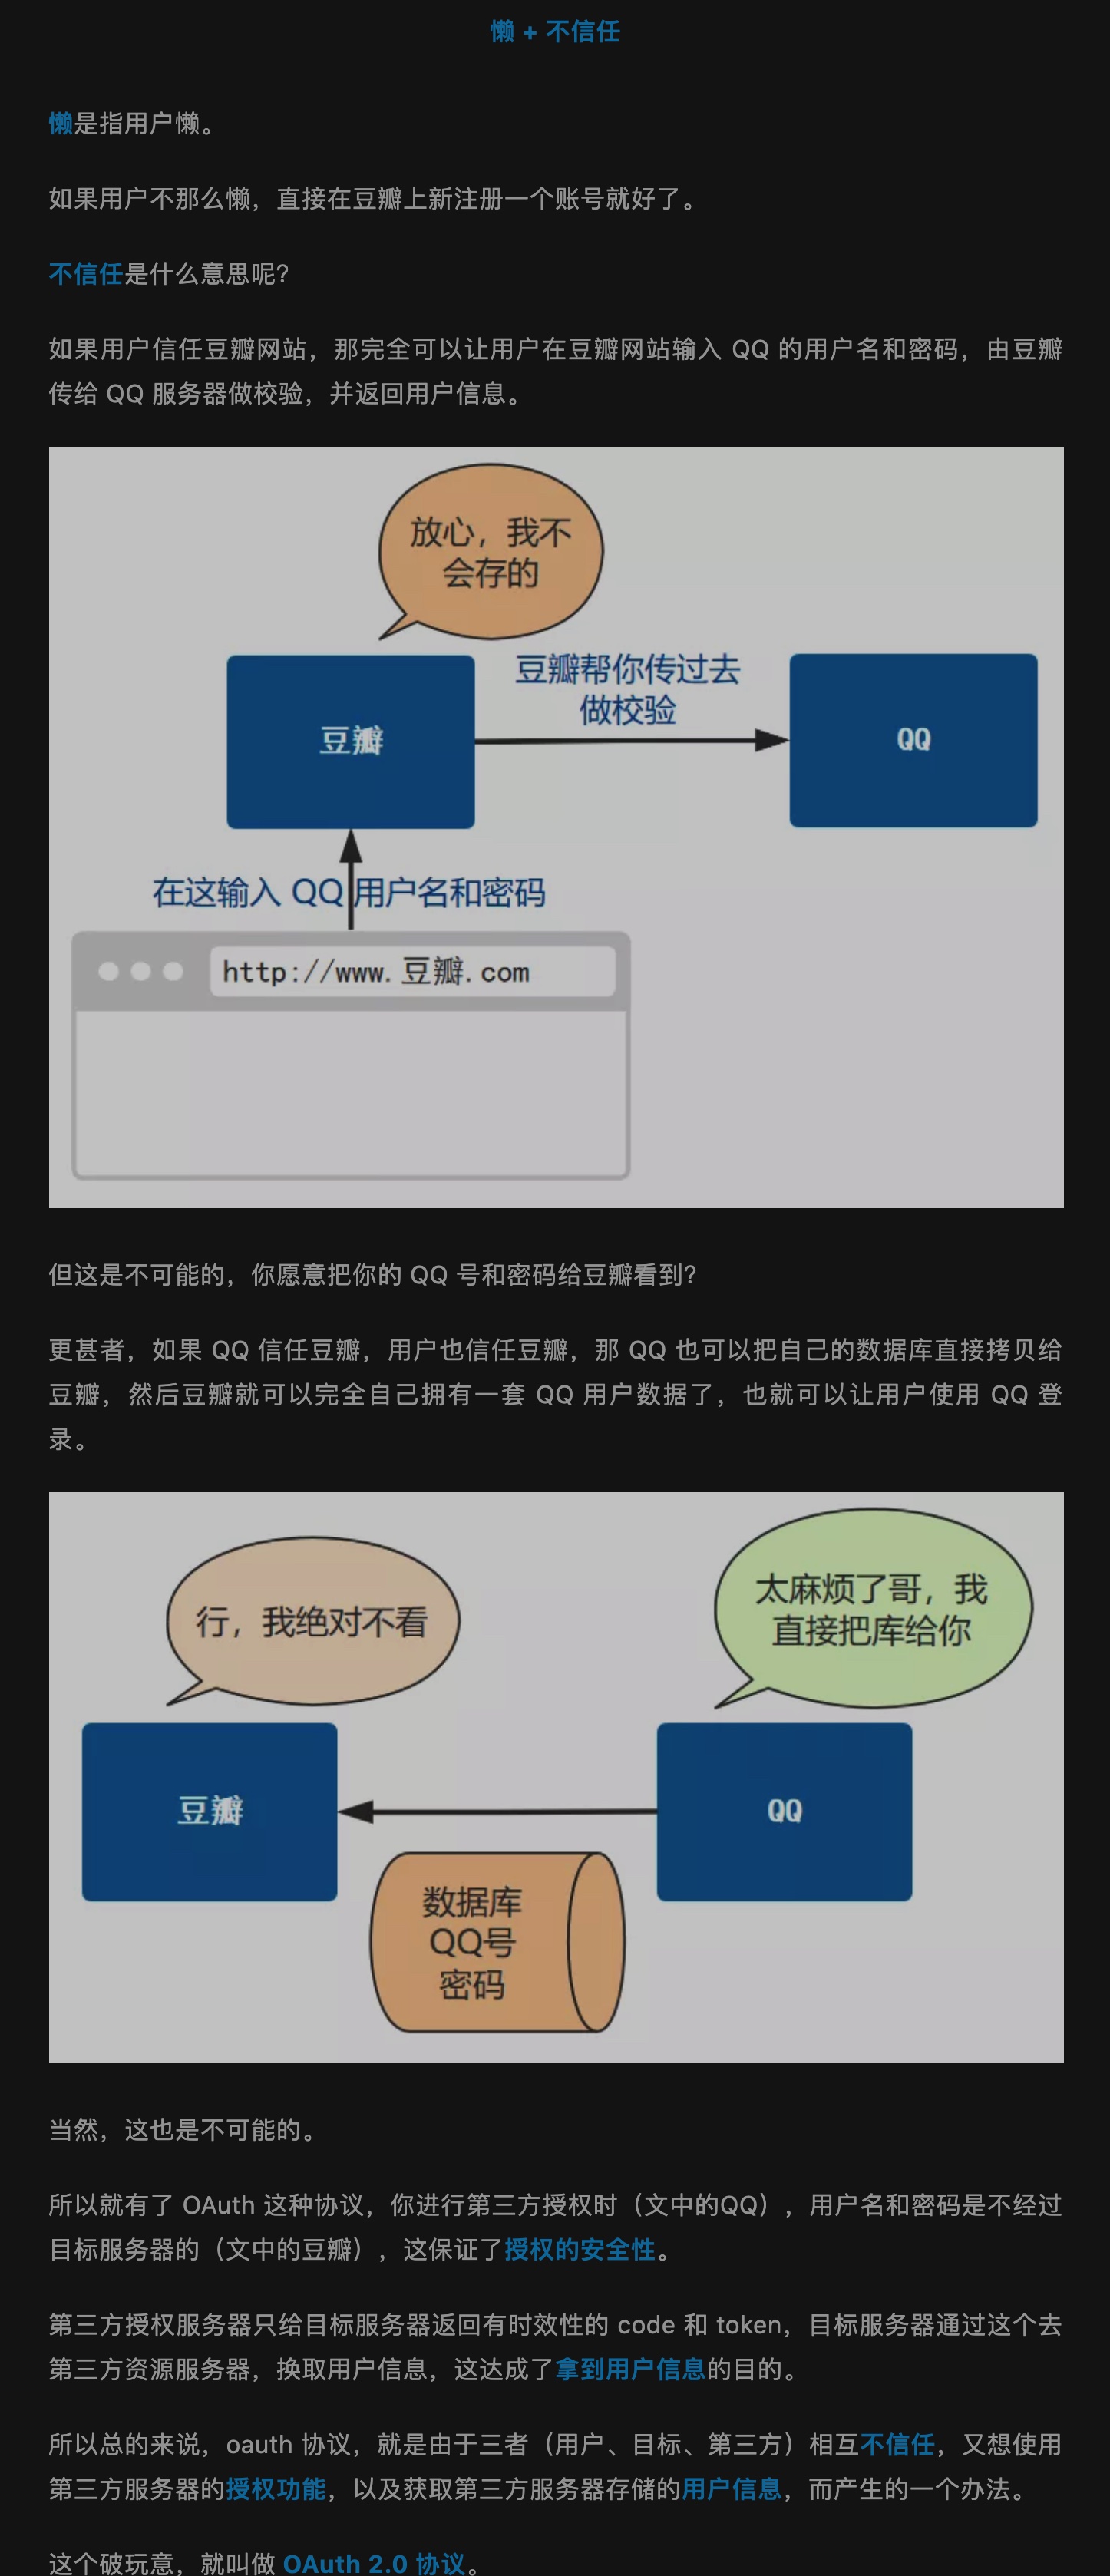 懒 + 不信任
懒是指用户懒。
如果用户不那么懒，直接在豆瓣上新注册一个账号就好了。
不信任是什么意思呢?
如果用户信任豆瓣网站，那完全可以让用户在豆瓣网站输入 QQ 的用户名和密码，由豆瓣
传给 QQ 服务器做校验，并返回用户信息。
放心，我不
会存的
豆瓣帮你传过去
做校验
豆瓣
QQ
在这输入 QQ 用户名和密码
http://www.豆瓣.com
但这是不可能的，你愿意把你的 QQ 号和密码给豆瓣看到?
更甚者，如果 QQ 信任豆瓣，用户也信任豆瓣，那 QQ 也可以把自己的数据库直接拷贝给
豆瓣，然后豆瓣就可以完全自己拥有一套 QQ 用户数据了，也就可以让用户使用 QQ 登
录。
行，我绝对不看
太麻烦了哥，我
直接把库给你
豆瓣
QQ
数据库
QQ号
密码
当然，这也是不可能的。
所以就有了 OAuth 这种协议，你进行第三方授权时（文中的QQ），用户名和密码是不经过
目标服务器的（文中的豆瓣），这保证了授权的安全性。
第三方授权服务器只给目标服务器返回有时效性的 code 和 token，目标服务器通过这个去
第三方资源服务器，换取用户信息，这达成了拿到用户信息的目的。
所以总的来说，oauth 协议，就是由于三者（用户、目标、第三方）相互不信任，又想使用
第三方服务器的授权功能，以及获取第三方服务器存储的用户信息，而产生的一个办法。
这个破玩意，就叫做 OAuth 2.0 协议。